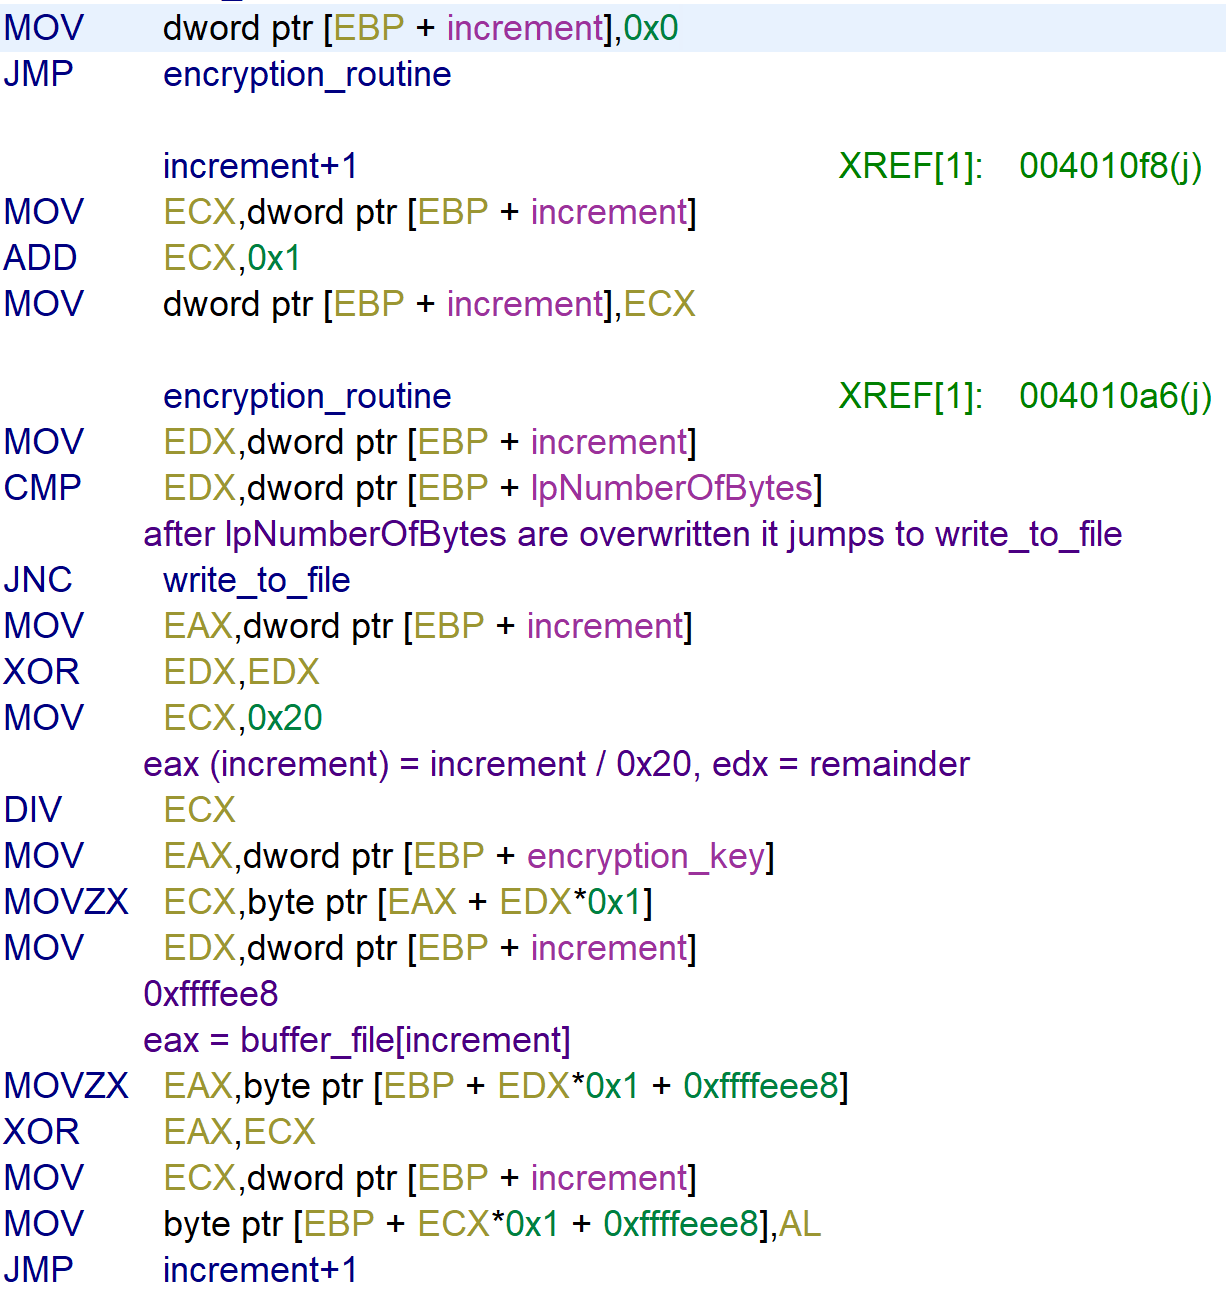 MOV dword ptr [EBP + increment],0x0
JMP encryption_routine
increment+1 XREF[1]: 004010f8(j)
MOV ECX,dword ptr [EBP + increment]
ADD ECX,0x1
MOV dword ptr [EBP + increment],ECX
encryption_routine XREF[1]: 004010a6(j)
MOV EDX,dword ptr [EBP + increment]
CMP EDX,dword ptr [EBP + lpNumberOfBytes]
after lpNumberOfBytes are overwritten it jumps to write_to_file
JNC write_to_file
MOV EAX,dword ptr [EBP + increment]
XOR EDX,EDX
MOV ECX,0x20
eax (increment) = increment / 0x20, edx = remainder
DIV ECX
MOV EAX,dword ptr [EBP + encryption_key]
MOVZX ECX,byte ptr [EAX + EDX*0x1]
MOV EDX,dword ptr [EBP + increment]
0xffffee8
eax = buffer_file[increment]
MOVZX EAX,byte ptr [EBP + EDX*0x1 + 0xffffeee8]
XOR EAX,ECX
MOV ECX,dword ptr [EBP + increment]
MOV byte ptr [EBP + ECX*0x1 + 0xffffeee8],AL
JMP increment+1